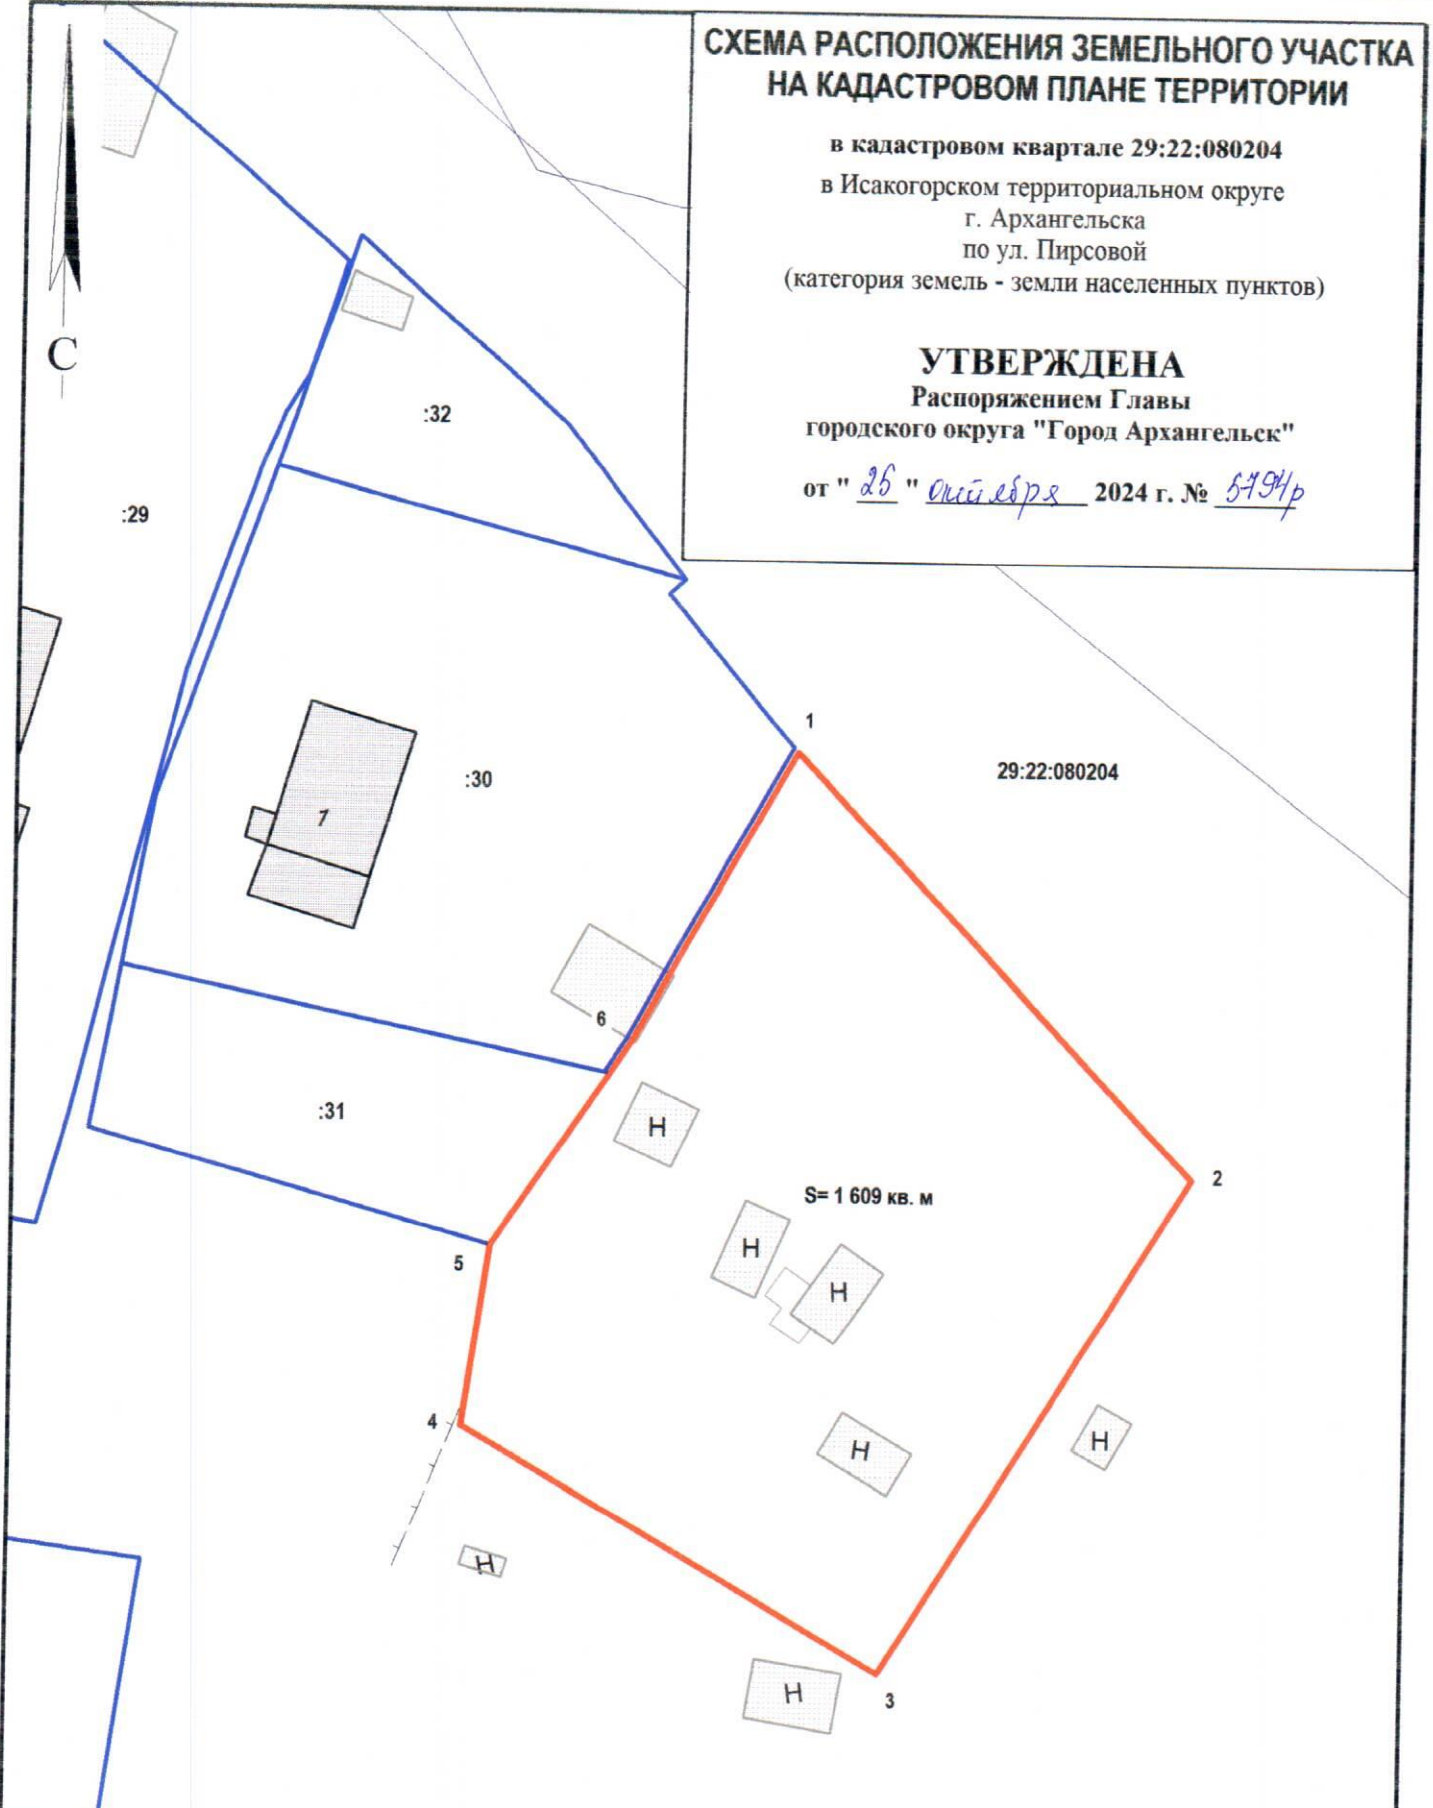 СХЕМА РАСПОЛОЖЕНИЯ ЗЕМЕЛЬНОГО УЧАСТКА
НА КАДАСТРОВОМ ПЛАНЕ ТЕРРИТОРИИ
в кадастровом квартале 29:22:080204
в Исакогорском территориальном округе
г. Архангельска
по ул. Пирсовой
(категория земель - земли населенных пунктов)
УТВЕРЖДЕНА
Распоряжением Главы
городского округа "Город Архангельск"
от " 25 " октября 2024 г. № 5794р
С
:32
:29
1
:30
29:22:080204
1
6
:31
Н
2
S= 1 609 кв. м
Н
5
Н
4
Н
Н
Н
Н
3